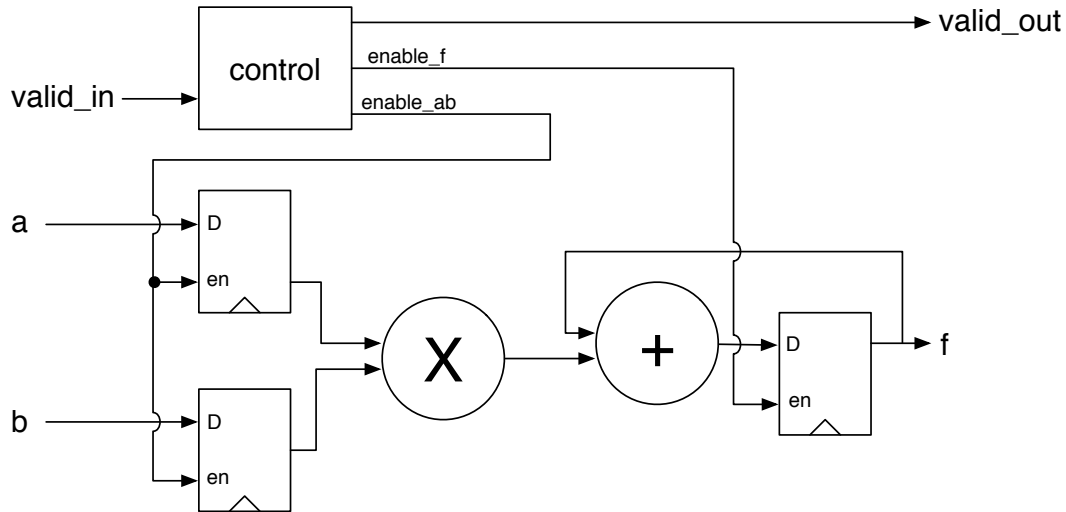 valid_out
control
enable_f
valid_in
enable_ab
a
D
en
X
+
D
f
en
b
D
en